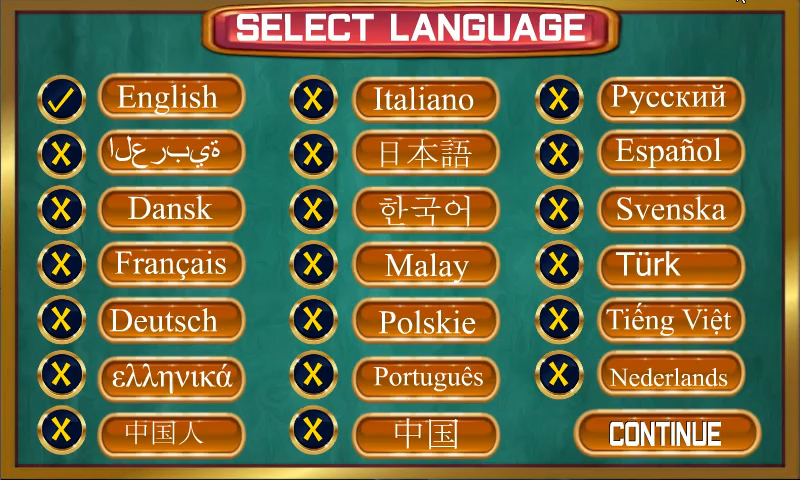 SELECT LANGUAGE
English
العربية
Dansk
Français
Deutsch
ελληνικά
中国人
Italiano
日本語
한국어
Malay
Polskie
Português
中国
Русский
Español
Svenska
Türk
Tiếng Việt
Nederlands
CONTINUE